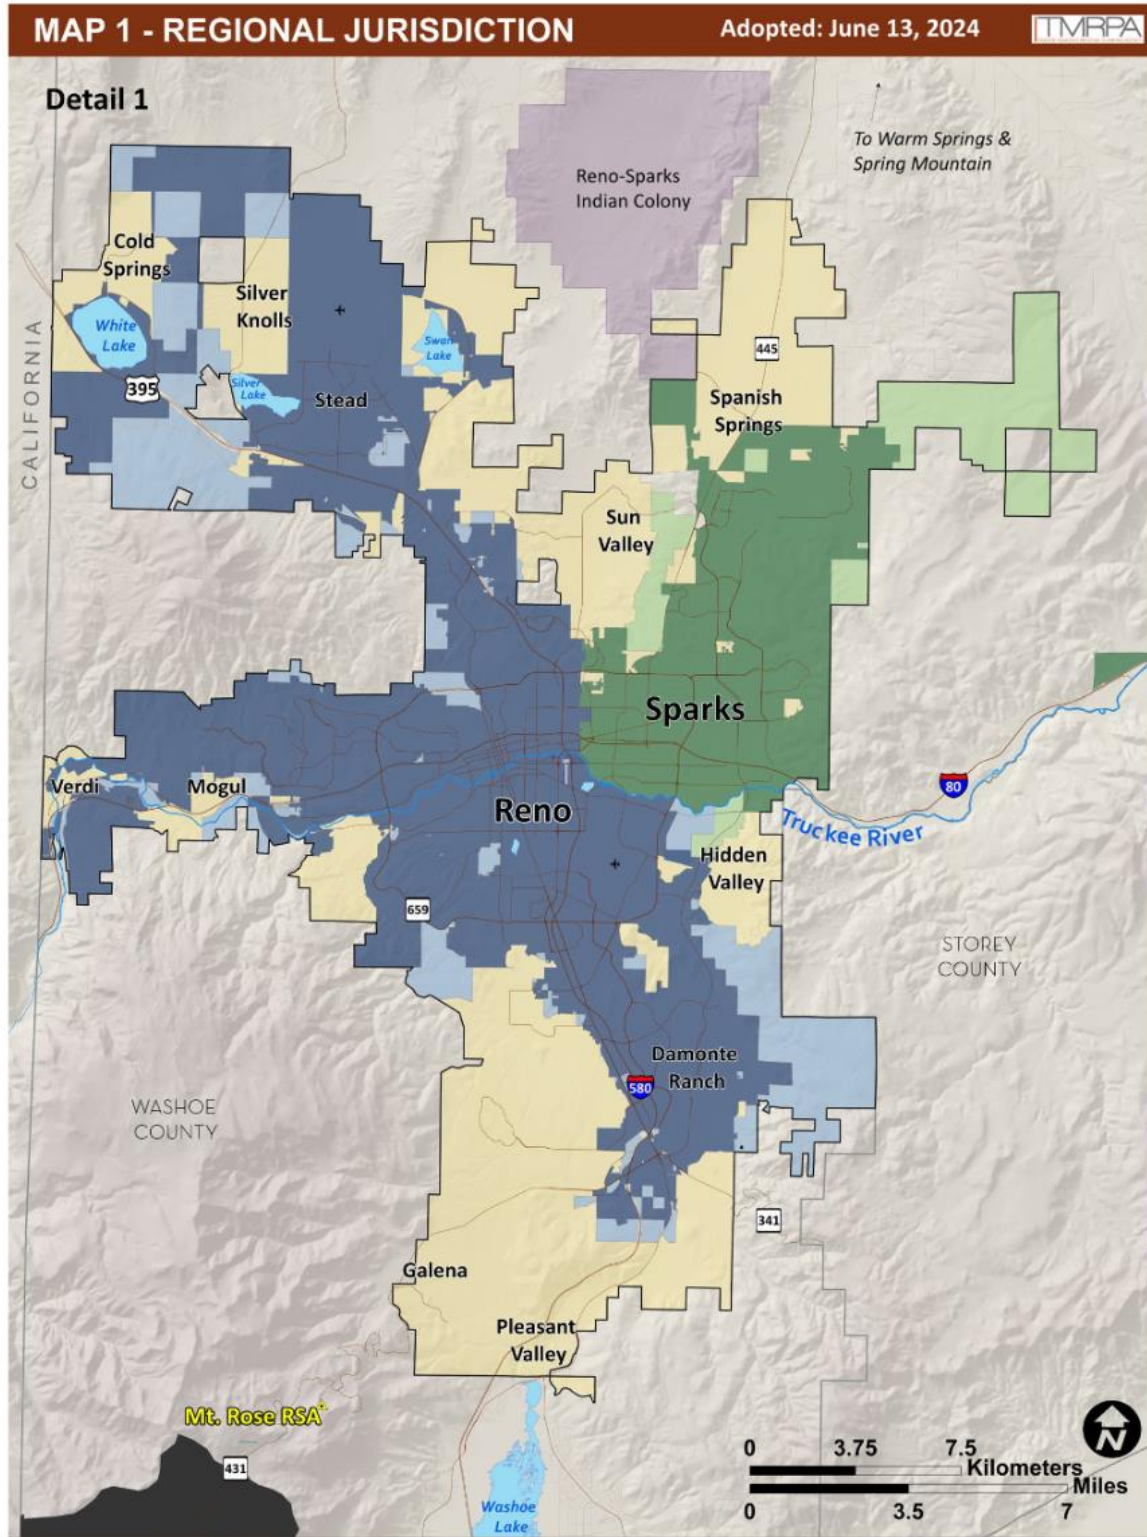 MAP 1 - REGIONAL JURISDICTION
Adopted: June 13, 2024
TMRPA
Detail 1
To Warm Springs &
Spring Mountain
Reno-Sparks
Indian Colony
Cold
Springs
Silver
Knolls
White
Lake
Swan
Lake
CALIFORNIA
445
395
Silver
Lake
Stead
Spanish
Springs
Sun
Valley
Sparks
Verdi
Mogul
80
Reno
Truckee River
Hidden
Valley
659
STOREY
COUNTY
Damonte
Ranch
580
WASHOE
COUNTY
341
Galena
Pleasant
Valley
Mt. Rose RSA
431
N
0 3.75 7.5
Kilometers
Miles
0 3.5 7
Washoe
Lake